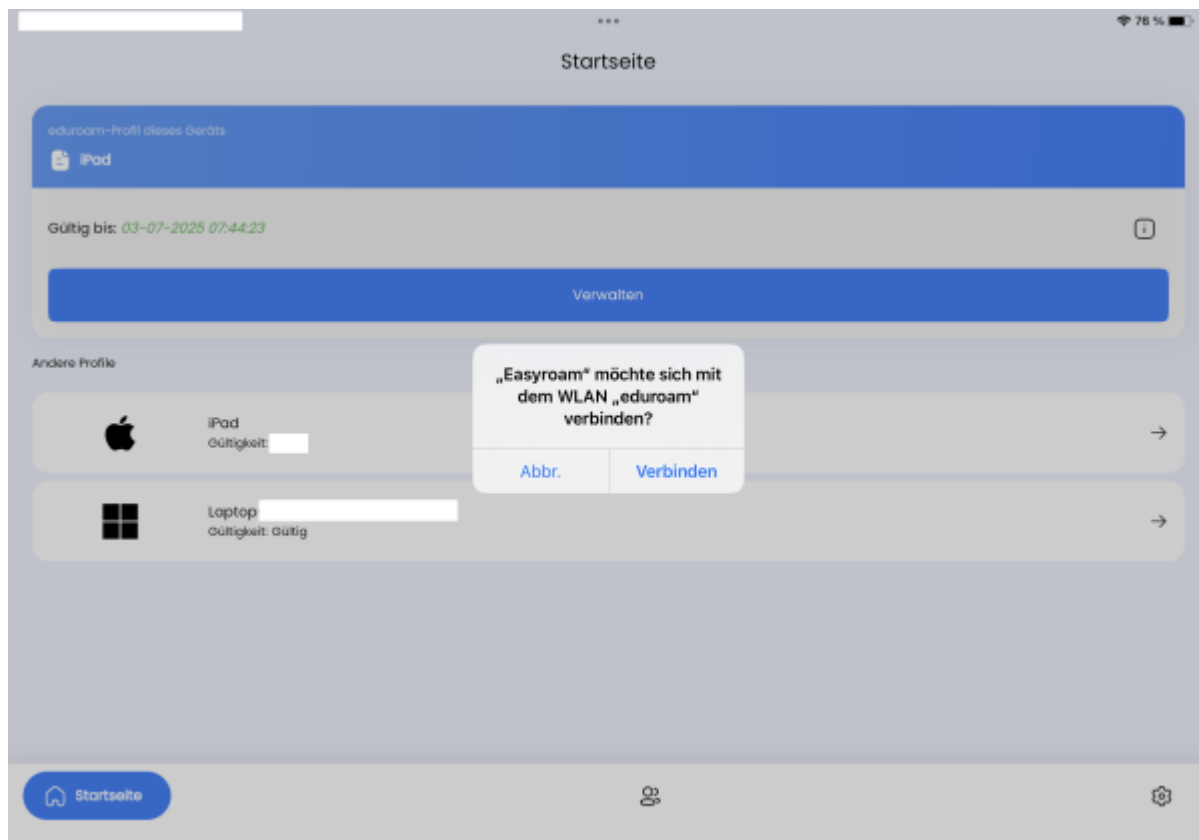 76 %
Startseite
eduroam-Profil dieses Geräts
iPad
Gültig bis: 03-07-2025 07:44:23
Verwalten
Andere Profile
„Easyroam“ möchte sich mit
dem WLAN „eduroam“
verbinden?
Abbr.
Verbinden
iPad
Gültigkeit:
Laptop
Gültigkeit: Gültig
Startseite